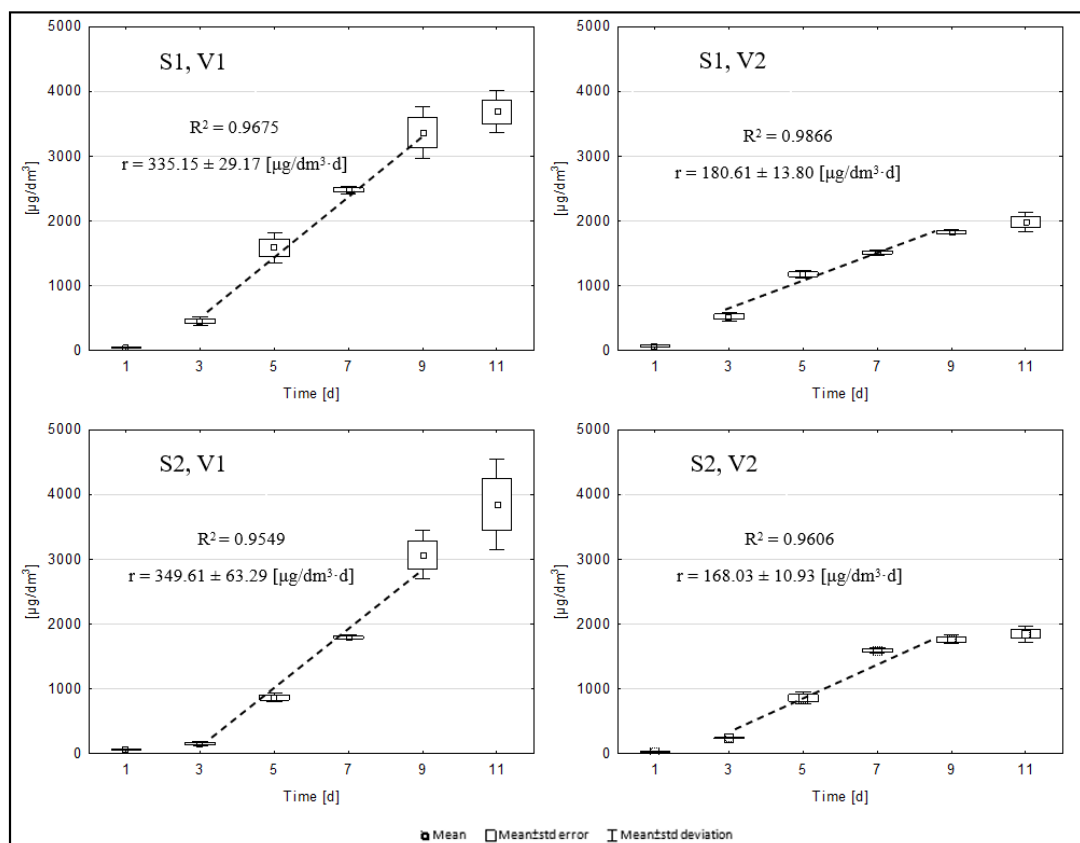 S1, V1
R² = 0.9675
r = 335.15 ± 29.17 [µg/dm³·d]
[µg/dm³]
5000
4000
3000
2000
1000
0
1 3 5 7 9 11
Time [d]
S1, V2
R² = 0.9866
r = 180.61 ± 13.80 [µg/dm³·d]
[µg/dm³]
5000
4000
3000
2000
1000
0
1 3 5 7 9 11
Time [d]
S2, V1
R² = 0.9549
r = 349.61 ± 63.29 [µg/dm³·d]
[µg/dm³]
5000
4000
3000
2000
1000
0
1 3 5 7 9 11
Time [d]
S2, V2
R² = 0.9606
r = 168.03 ± 10.93 [µg/dm³·d]
[µg/dm³]
5000
4000
3000
2000
1000
0
1 3 5 7 9 11
Time [d]
Mean Mean±std error Mean±std deviation